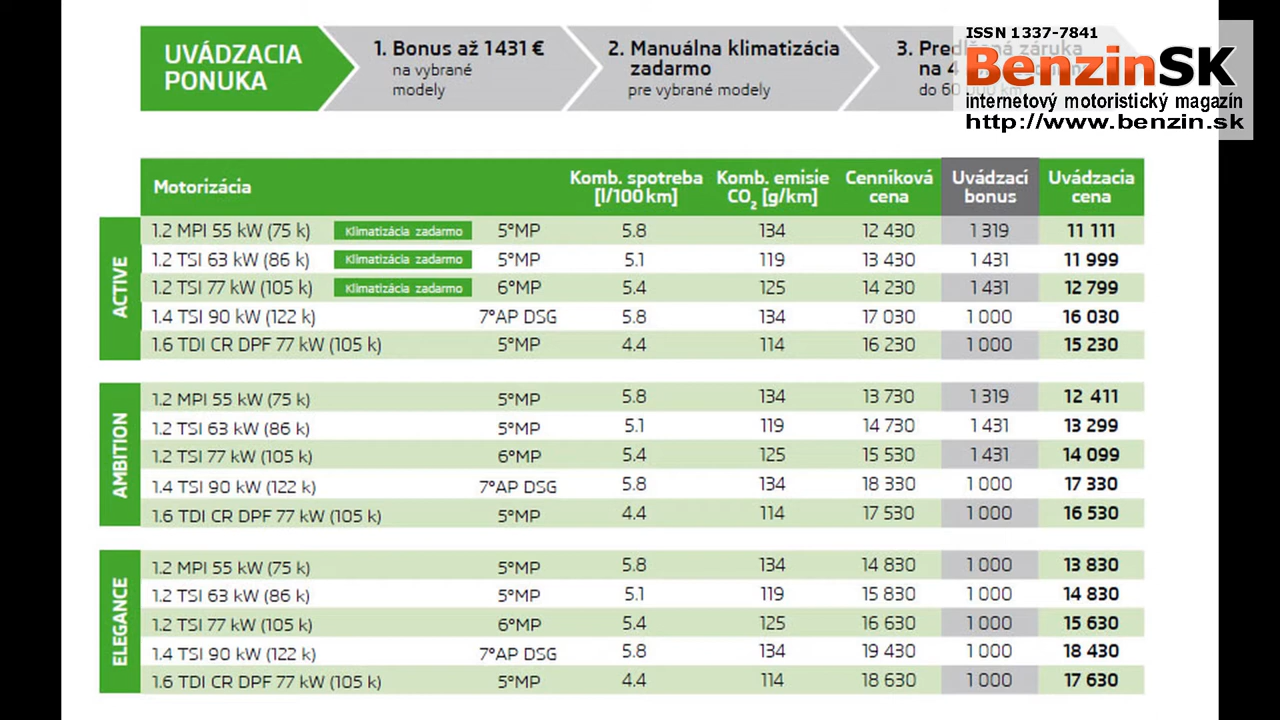 UVÁDZACIA
PONUKA
1. Bonus až 1 431 €
na vybrané
modely
2. Manuálna klimatizácia
zadarmo
pre vybrané modely
3. Predĺžená záruka
na 4
do 60 000 km
ISSN 1337-7841
BenzinSK
internetový motoristický magazín
http://www.benzin.sk
Motorizácia Komb. spotreba [l/100 km] Komb. emisie CO2 [g/km] Cenníková cena Uvádzací bonus Uvádzacia cena
ACTIVE
1.2 MPI 55 kW (75 k) Klimatizácia zadarmo 5°MP 5.8 134 12 430 1 319 11 111
1.2 TSI 63 kW (86 k) Klimatizácia zadarmo 5°MP 5.1 119 13 430 1 431 11 999
1.2 TSI 77 kW (105 k) Klimatizácia zadarmo 6°MP 5.4 125 14 230 1 431 12 799
1.4 TSI 90 kW (122 k) 7°AP DSG 5.8 134 17 030 1 000 16 030
1.6 TDI CR DPF 77 kW (105 k) 5°MP 4.4 114 16 230 1 000 15 230
AMBITION
1.2 MPI 55 kW (75 k) 5°MP 5.8 134 13 730 1 319 12 411
1.2 TSI 63 kW (86 k) 5°MP 5.1 119 14 730 1 431 13 299
1.2 TSI 77 kW (105 k) 6°MP 5.4 125 15 530 1 431 14 099
1.4 TSI 90 kW (122 k) 7°AP DSG 5.8 134 18 330 1 000 17 330
1.6 TDI CR DPF 77 kW (105 k) 5°MP 4.4 114 17 530 1 000 16 530
ELEGANCE
1.2 MPI 55 kW (75 k) 5°MP 5.8 134 14 830 1 000 13 830
1.2 TSI 63 kW (86 k) 5°MP 5.1 119 15 830 1 000 14 830
1.2 TSI 77 kW (105 k) 6°MP 5.4 125 16 630 1 000 15 630
1.4 TSI 90 kW (122 k) 7°AP DSG 5.8 134 19 430 1 000 18 430
1.6 TDI CR DPF 77 kW (105 k) 5°MP 4.4 114 18 630 1 000 17 630